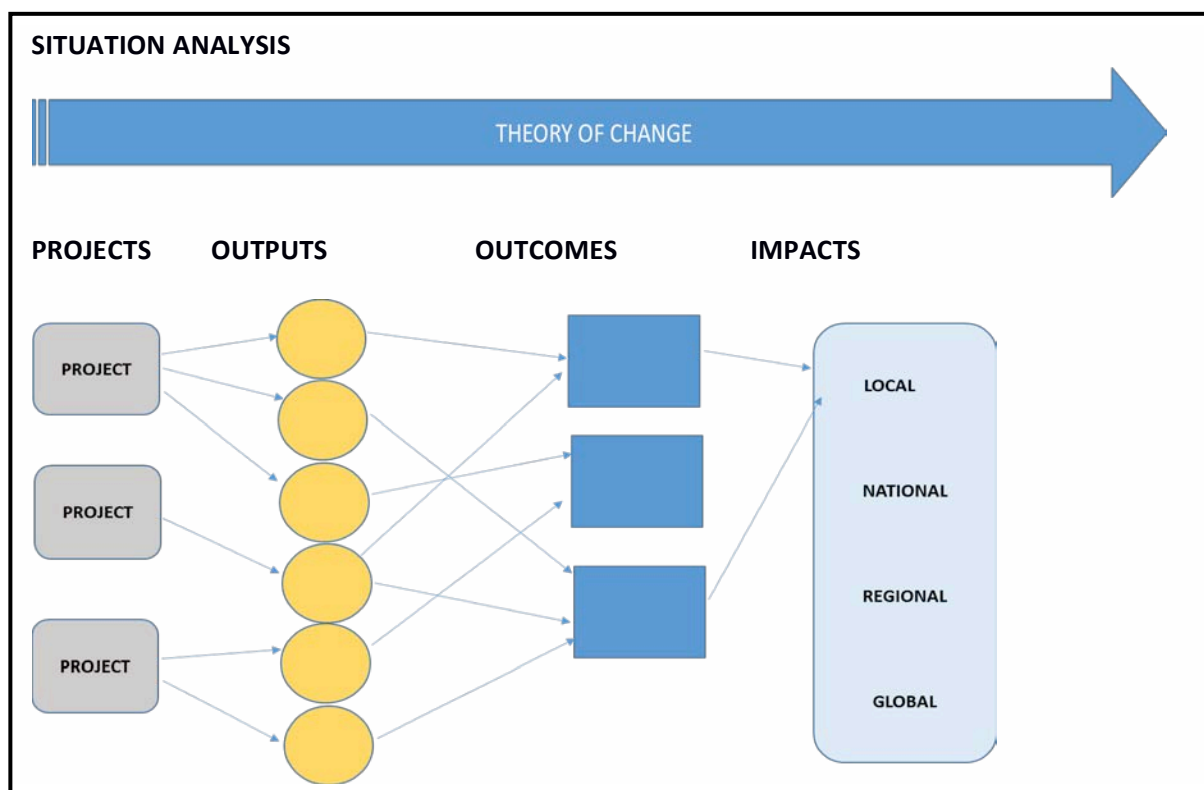 SITUATION ANALYSIS
THEORY OF CHANGE
PROJECTS OUTPUTS OUTCOMES IMPACTS
PROJECT
PROJECT
PROJECT
LOCAL
NATIONAL
REGIONAL
GLOBAL